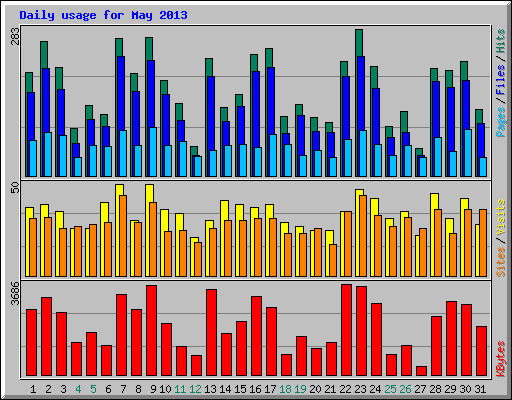 Daily usage for May 2013
283
Pages/Files/Hits
50
Sites/Visits
3686
KBytes
1 2 3 4 5 6 7 8 9 10 11 12 13 14 15 16 17 18 19 20 21 22 23 24 25 26 27 28 29 30 31